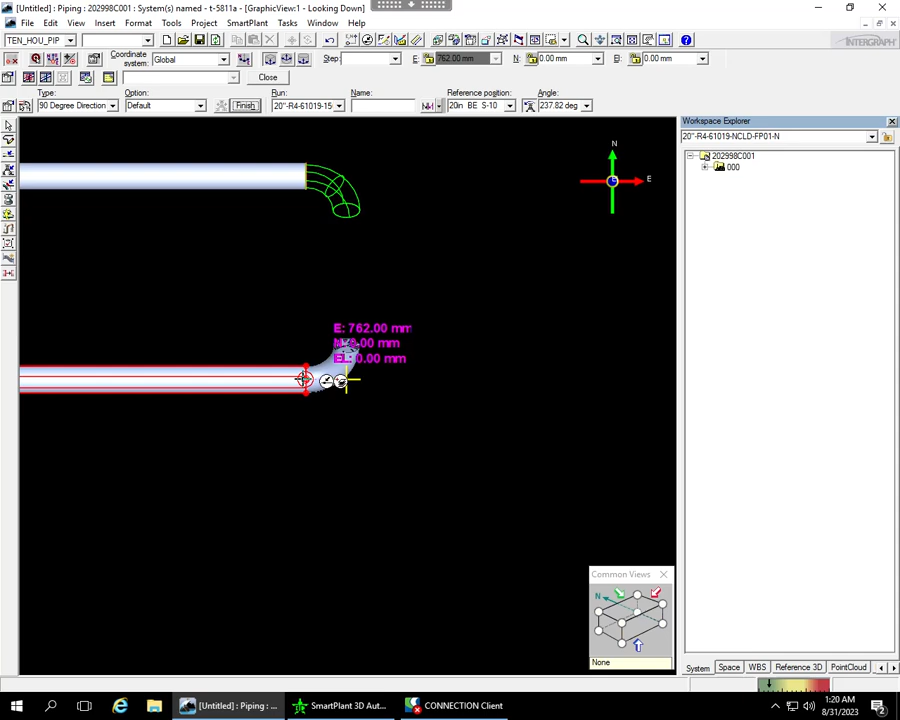 [Untitled] : Piping : 202998C001 : System(s) named - t-5811a - [GraphicView:1 - Looking Down]
File Edit View Insert Format Tools Project SmartPlant Tasks Window Help
TEN_HOU_PIP
Coordinate system: Global Step: E: 762.00 mm N: 0.00 mm El: 0.00 mm
INTERGRAPH
Close
Type: Option: Run: Name: Reference position: Angle:
90 Degree Direction Default Finish 20"-R4-61019-15 20in BE S-10 237.82 deg
Workspace Explorer
20"-R4-61019-NCLD-FP01-N
202998C001
000
N
E
E: 762.00 mm
N: 0.00 mm
EL: 0.00 mm
Common Views
N
None
System Space WBS Reference 3D PointCloud
[Untitled] : Piping : ... SmartPlant 3D Aut... CONNECTION Client
1:20 AM
8/31/2023
2